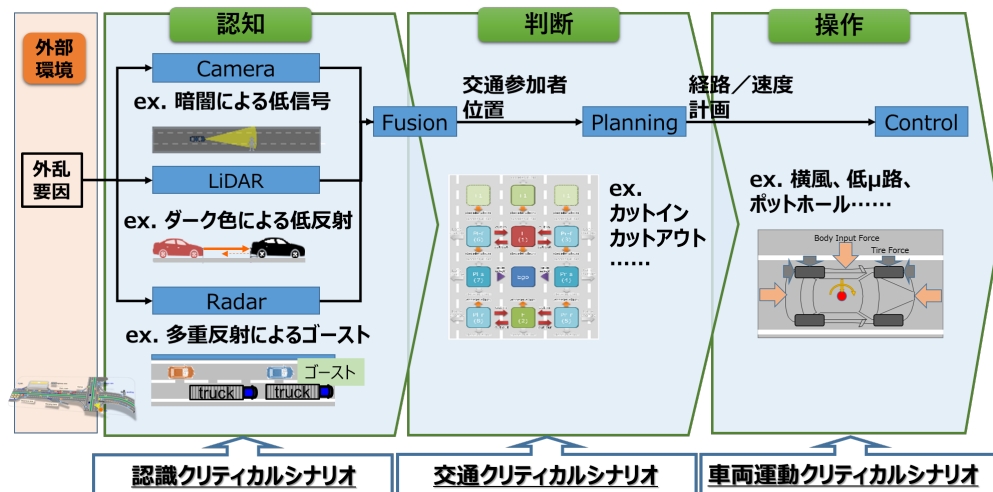 認知
判断
操作
外部
環境
外乱
要因
Camera
ex. 暗闇による低信号
LiDAR
ex. ダーク色による低反射
Radar
ex. 多重反射によるゴースト
ゴースト
truck
truck
Fusion
交通参加者
位置
Planning
ex.
カットイン
カットアウト
……
経路／速度
計画
Control
ex. 横風、低μ路、
ポットホール……
Body Input Force
Tire Force
認識クリティカルシナリオ
交通クリティカルシナリオ
車両運動クリティカルシナリオ